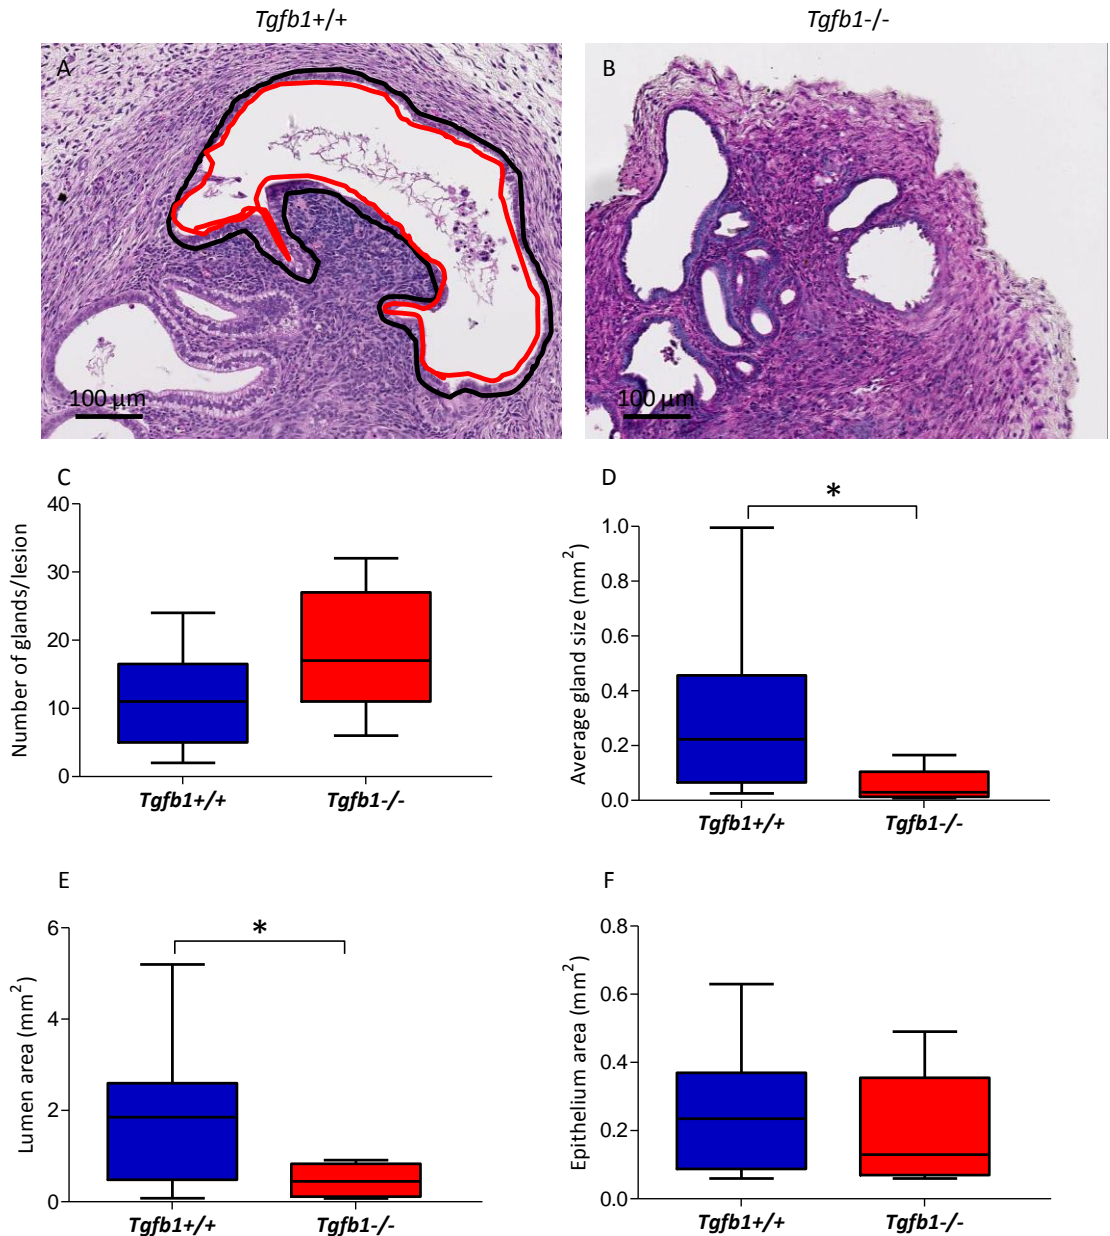 Tgfb1+/+
Tgfb1-/-
A
B
100 µm
100 µm
C
D
Number of glands/lesion
40
30
20
10
0
Tgfb1+/+
Tgfb1-/-
Average gland size (mm²)
1.0
0.8
0.6
0.4
0.2
0.0
*
Tgfb1+/+
Tgfb1-/-
E
F
Lumen area (mm²)
6
4
2
0
*
Tgfb1+/+
Tgfb1-/-
Epithelium area (mm²)
0.8
0.6
0.4
0.2
0.0
Tgfb1+/+
Tgfb1-/-